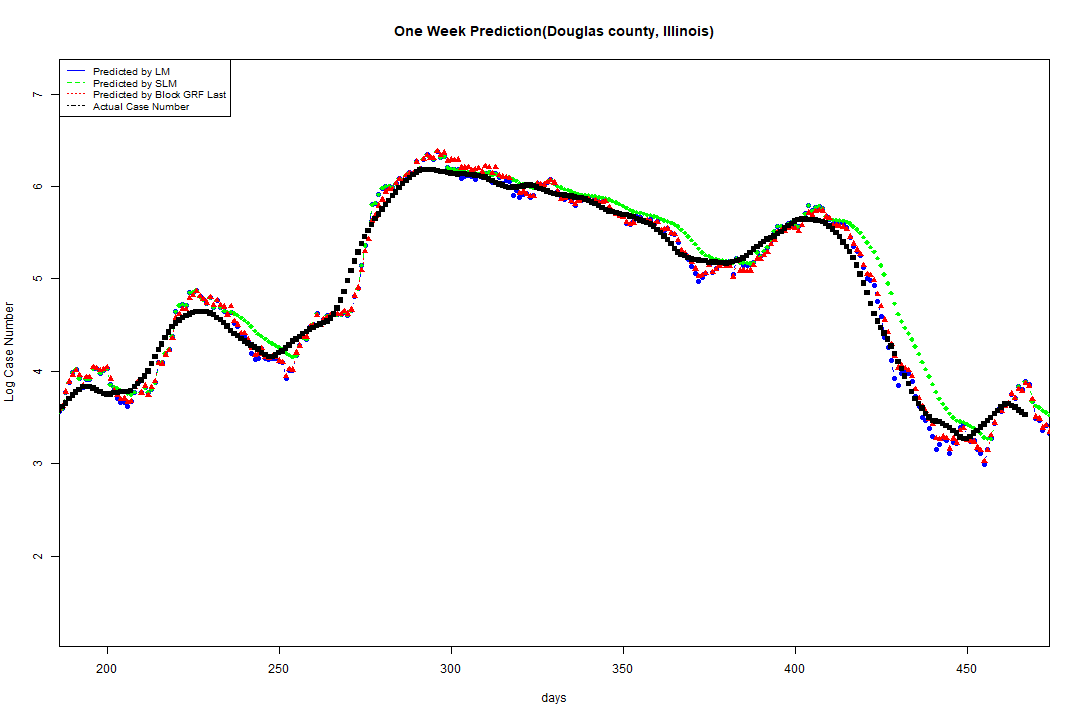 One Week Prediction(Douglas county, Illinois)
Predicted by LM
Predicted by SLM
Predicted by Block GRF Last
Actual Case Number
7
6
5
4
3
2
Log Case Number
200 250 300 350 400 450
days